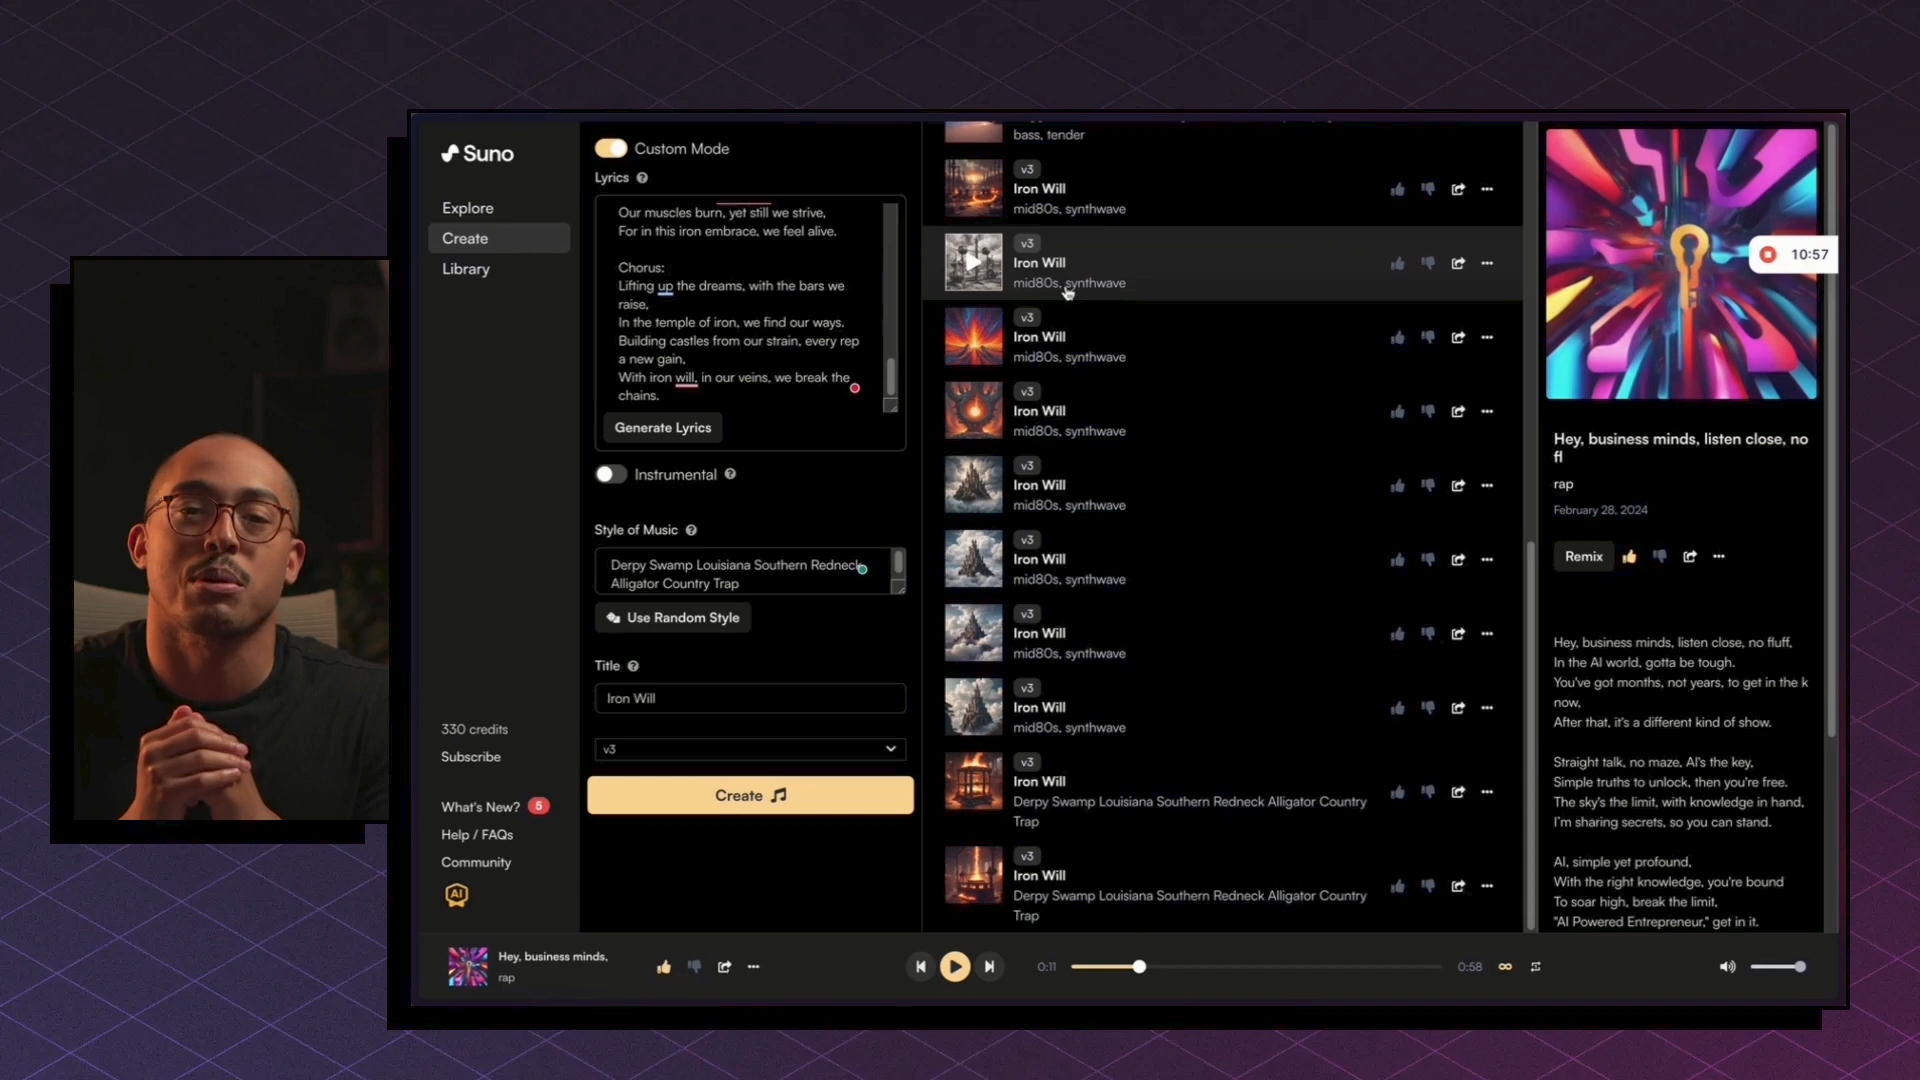 Suno
Explore
Create
Library
330 credits
Subscribe
What's New? 5
Help / FAQs
Community
AI
Custom Mode
Lyrics
Our muscles burn, yet still we strive,
For in this iron embrace, we feel alive.
Chorus:
Lifting up the dreams, with the bars we
raise,
In the temple of iron, we find our ways.
Building castles from our strain, every rep
a new gain,
With iron will, in our veins, we break the
chains.
Generate Lyrics
Instrumental
Style of Music
Derpy Swamp Louisiana Southern Redneck
Alligator Country Trap
Use Random Style
Title
Iron Will
v3
Create
bass, tender
v3
Iron Will
mid80s, synthwave
v3
Iron Will
mid80s, synthwave
v3
Iron Will
mid80s, synthwave
v3
Iron Will
mid80s, synthwave
v3
Iron Will
mid80s, synthwave
v3
Iron Will
mid80s, synthwave
v3
Iron Will
mid80s, synthwave
v3
Iron Will
mid80s, synthwave
v3
Iron Will
Derpy Swamp Louisiana Southern Redneck Alligator Country
Trap
v3
Iron Will
Derpy Swamp Louisiana Southern Redneck Alligator Country
Trap
10:57
Hey, business minds, listen close, no
fl
rap
February 28, 2024
Remix
Hey, business minds, listen close, no fluff,
In the AI world, gotta be tough.
You've got months, not years, to get in the k
now,
After that, it's a different kind of show.
Straight talk, no maze, AI's the key,
Simple truths to unlock, then you're free.
The sky's the limit, with knowledge in hand,
I'm sharing secrets, so you can stand.
AI, simple yet profound,
With the right knowledge, you're bound
To soar high, break the limit,
"AI Powered Entrepreneur," get in it.
Hey, business minds,
rap
0:11
0:58